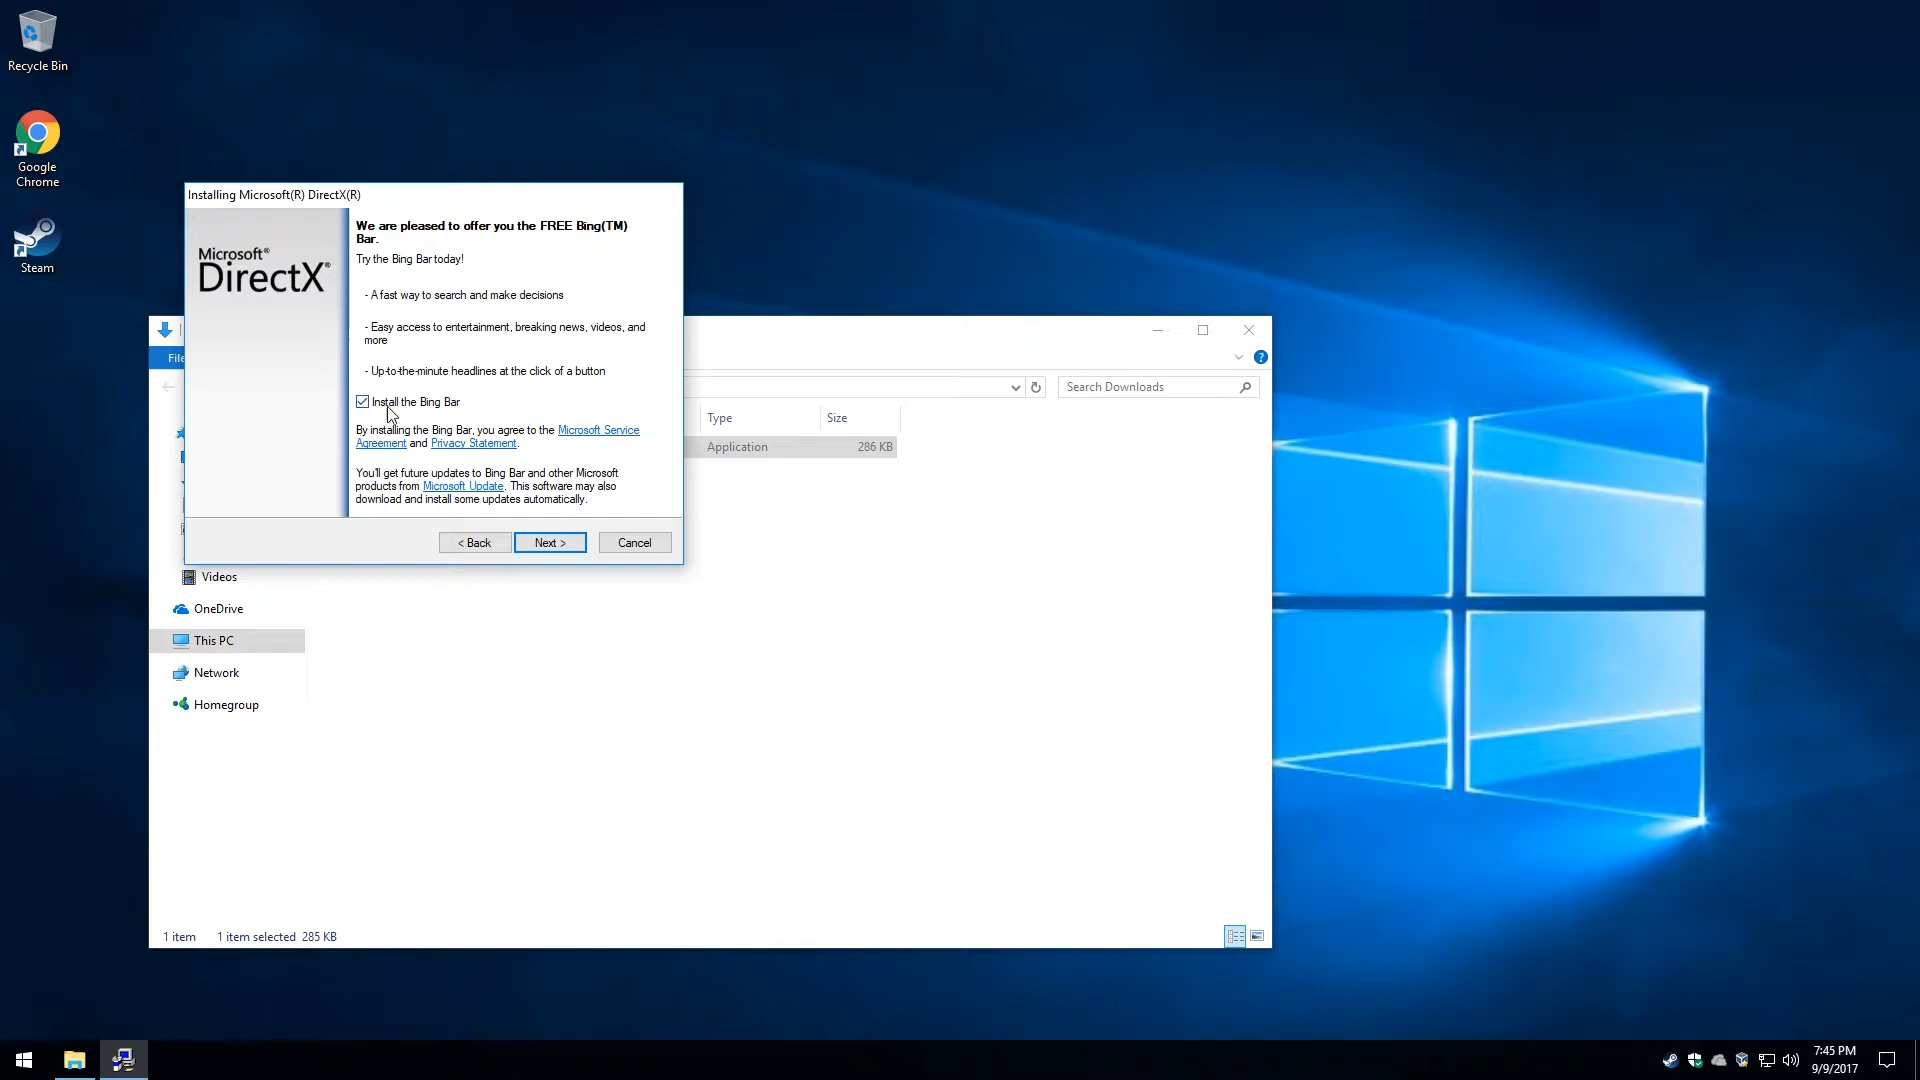 Recycle Bin
Google
Chrome
Steam
Installing Microsoft(R) DirectX(R)
Microsoft®
DirectX®
We are pleased to offer you the FREE Bing(TM)
Bar.
Try the Bing Bar today!
- A fast way to search and make decisions
- Easy access to entertainment, breaking news, videos, and
more
- Up-to-the-minute headlines at the click of a button
Install the Bing Bar
By installing the Bing Bar, you agree to the Microsoft Service
Agreement and Privacy Statement.
You'll get future updates to Bing Bar and other Microsoft
products from Microsoft Update. This software may also
download and install some updates automatically.
< Back
Next >
Cancel
File
?
Search Downloads
Type
Size
Application
286 KB
Videos
OneDrive
This PC
Network
Homegroup
1 item
1 item selected 285 KB
7:45 PM
9/9/2017